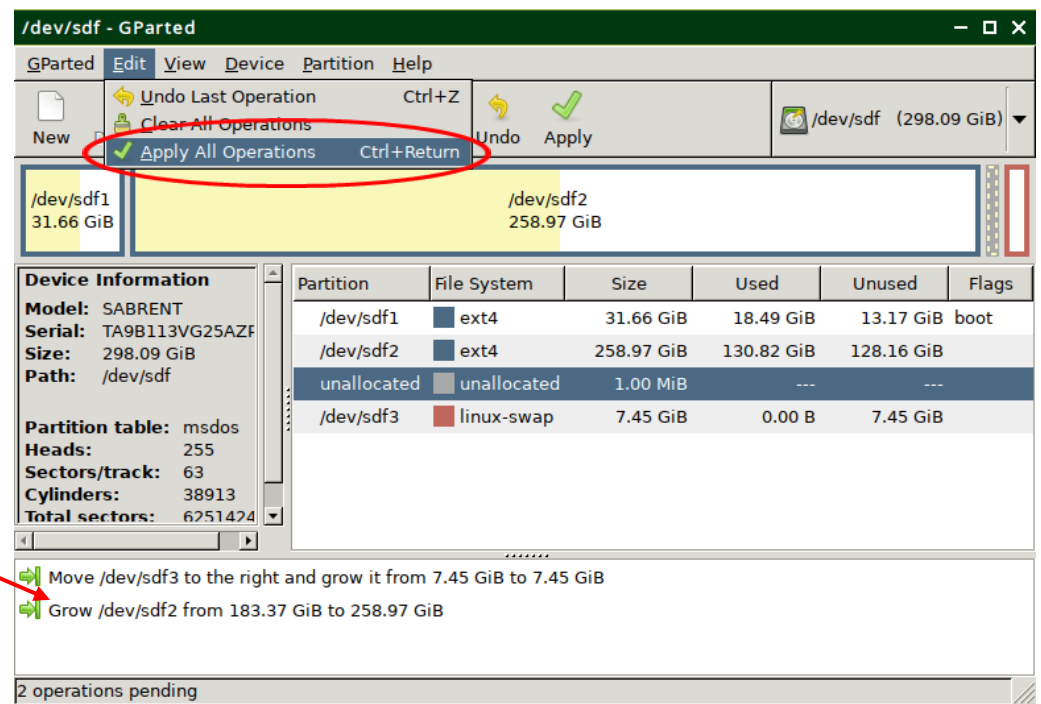 /dev/sdf - GParted
GParted Edit View Device Partition Help
Undo Last Operation Ctrl+Z
Clear All Operations
Apply All Operations Ctrl+Return
New
Undo Apply
/dev/sdf (298.09 GiB)
/dev/sdf1
31.66 GiB
/dev/sdf2
258.97 GiB
Device Information
Model: SABRENT
Serial: TA9B113VG25AZF
Size: 298.09 GiB
Path: /dev/sdf
Partition table: msdos
Heads: 255
Sectors/track: 63
Cylinders: 38913
Total sectors: 6251424
Partition File System Size Used Unused Flags
/dev/sdf1 ext4 31.66 GiB 18.49 GiB 13.17 GiB boot
/dev/sdf2 ext4 258.97 GiB 130.82 GiB 128.16 GiB
unallocated unallocated 1.00 MiB --- ---
/dev/sdf3 linux-swap 7.45 GiB 0.00 B 7.45 GiB
Move /dev/sdf3 to the right and grow it from 7.45 GiB to 7.45 GiB
Grow /dev/sdf2 from 183.37 GiB to 258.97 GiB
2 operations pending